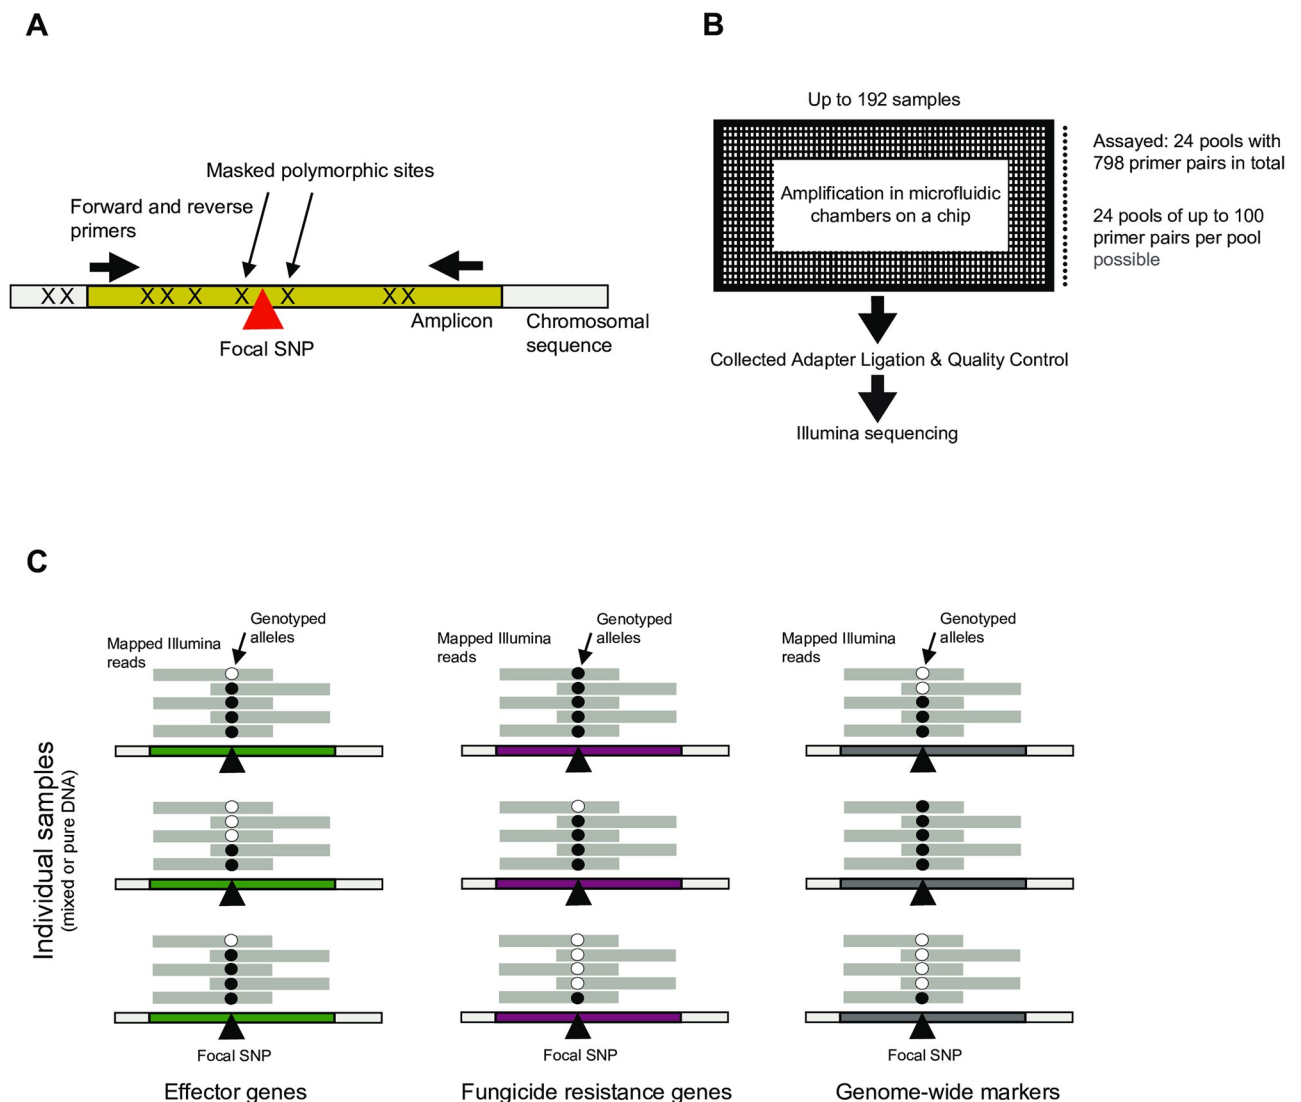 A
Masked polymorphic sites
Forward and reverse
primers
X X X X X X X X X
Amplicon
Chromosomal
sequence
Focal SNP
B
Up to 192 samples
Amplification in microfluidic
chambers on a chip
Assayed: 24 pools with
798 primer pairs in total
24 pools of up to 100
primer pairs per pool
possible
Collected Adapter Ligation & Quality Control
Illumina sequencing
C
Individual samples
(mixed or pure DNA)
Mapped Illumina
reads
Genotyped
alleles
Focal SNP
Effector genes
Mapped Illumina
reads
Genotyped
alleles
Focal SNP
Fungicide resistance genes
Mapped Illumina
reads
Genotyped
alleles
Focal SNP
Genome-wide markers